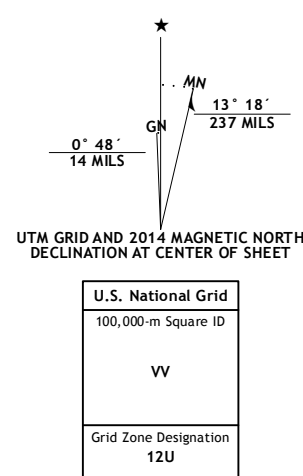 ★
MN
GN
13° 18´
237 MILS
0° 48´
14 MILS
UTM GRID AND 2014 MAGNETIC NORTH
DECLINATION AT CENTER OF SHEET
U.S. National Grid
100,000-m Square ID
VV
Grid Zone Designation
12U